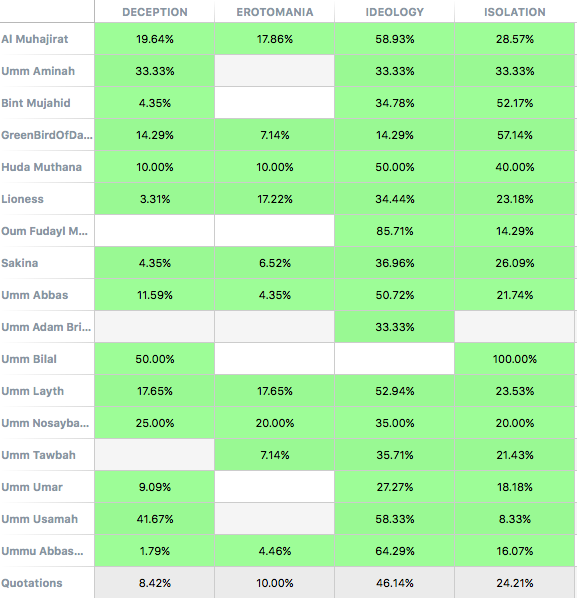 DECEPTION EROTOMANIA IDEOLOGY ISOLATION
Al Muhajirat 19.64% 17.86% 58.93% 28.57%
Umm Aminah 33.33% 33.33% 33.33%
Bint Mujahid 4.35% 34.78% 52.17%
GreenBirdOfDa... 14.29% 7.14% 14.29% 57.14%
Huda Muthana 10.00% 10.00% 50.00% 40.00%
Lioness 3.31% 17.22% 34.44% 23.18%
Oum Fudayl M... 85.71% 14.29%
Sakina 4.35% 6.52% 36.96% 26.09%
Umm Abbas 11.59% 4.35% 50.72% 21.74%
Umm Adam Bri... 33.33%
Umm Bilal 50.00% 100.00%
Umm Layth 17.65% 17.65% 52.94% 23.53%
Umm Nosayba... 25.00% 20.00% 35.00% 20.00%
Umm Tawbah 7.14% 35.71% 21.43%
Umm Umar 9.09% 27.27% 18.18%
Umm Usamah 41.67% 58.33% 8.33%
Ummu Abbas... 1.79% 4.46% 64.29% 16.07%
Quotations 8.42% 10.00% 46.14% 24.21%